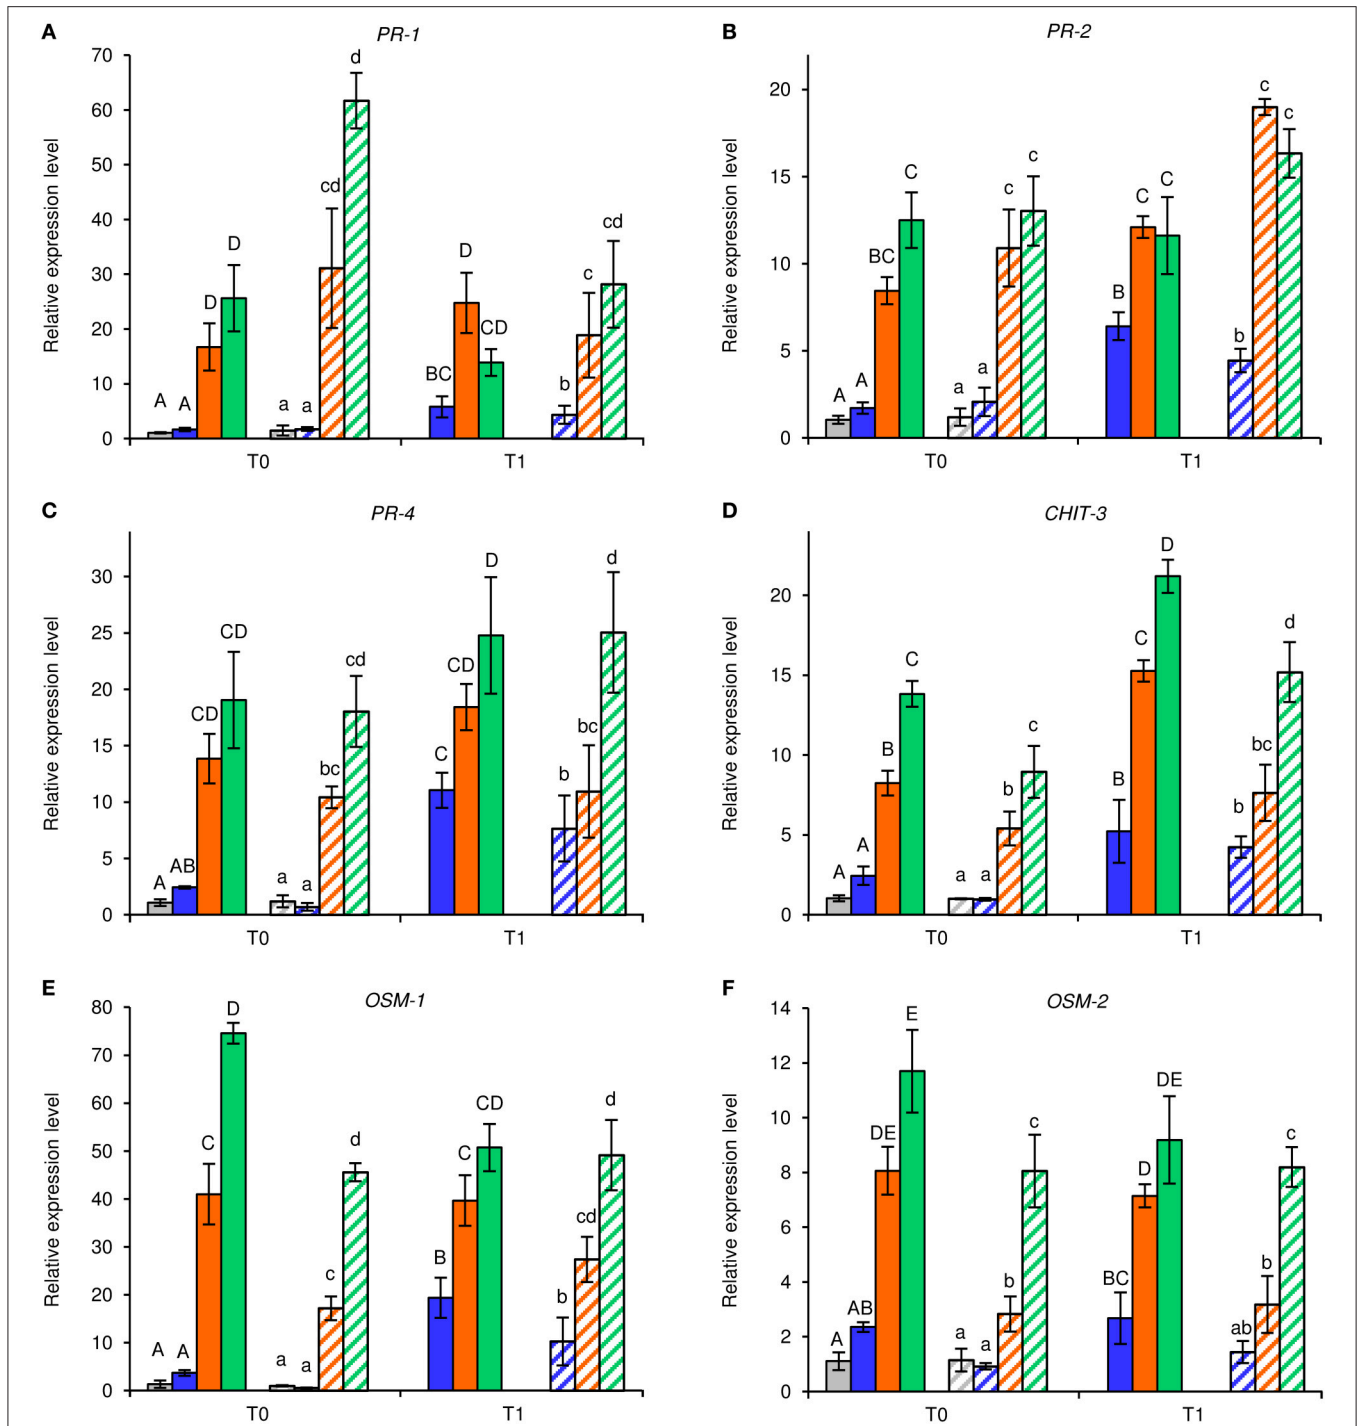 A
PR-1
Relative expression level
70
60
50
40
30
20
10
0
A
A
D
D
a
a
cd
d
BC
D
CD
b
c
cd
T0
T1
B
PR-2
Relative expression level
20
15
10
5
0
A
A
BC
C
a
a
c
c
B
C
C
b
c
c
T0
T1
C
PR-4
Relative expression level
30
25
20
15
10
5
0
A
AB
CD
CD
a
a
bc
cd
C
CD
D
b
bc
d
T0
T1
D
CHIT-3
Relative expression level
20
15
10
5
0
A
A
B
C
a
a
b
c
B
C
D
b
bc
d
T0
T1
E
OSM-1
Relative expression level
80
70
60
50
40
30
20
10
0
A
A
C
D
a
a
c
d
B
C
CD
b
cd
d
T0
T1
F
OSM-2
Relative expression level
14
12
10
8
6
4
2
0
A
AB
DE
E
a
a
b
c
BC
D
DE
ab
b
c
T0
T1